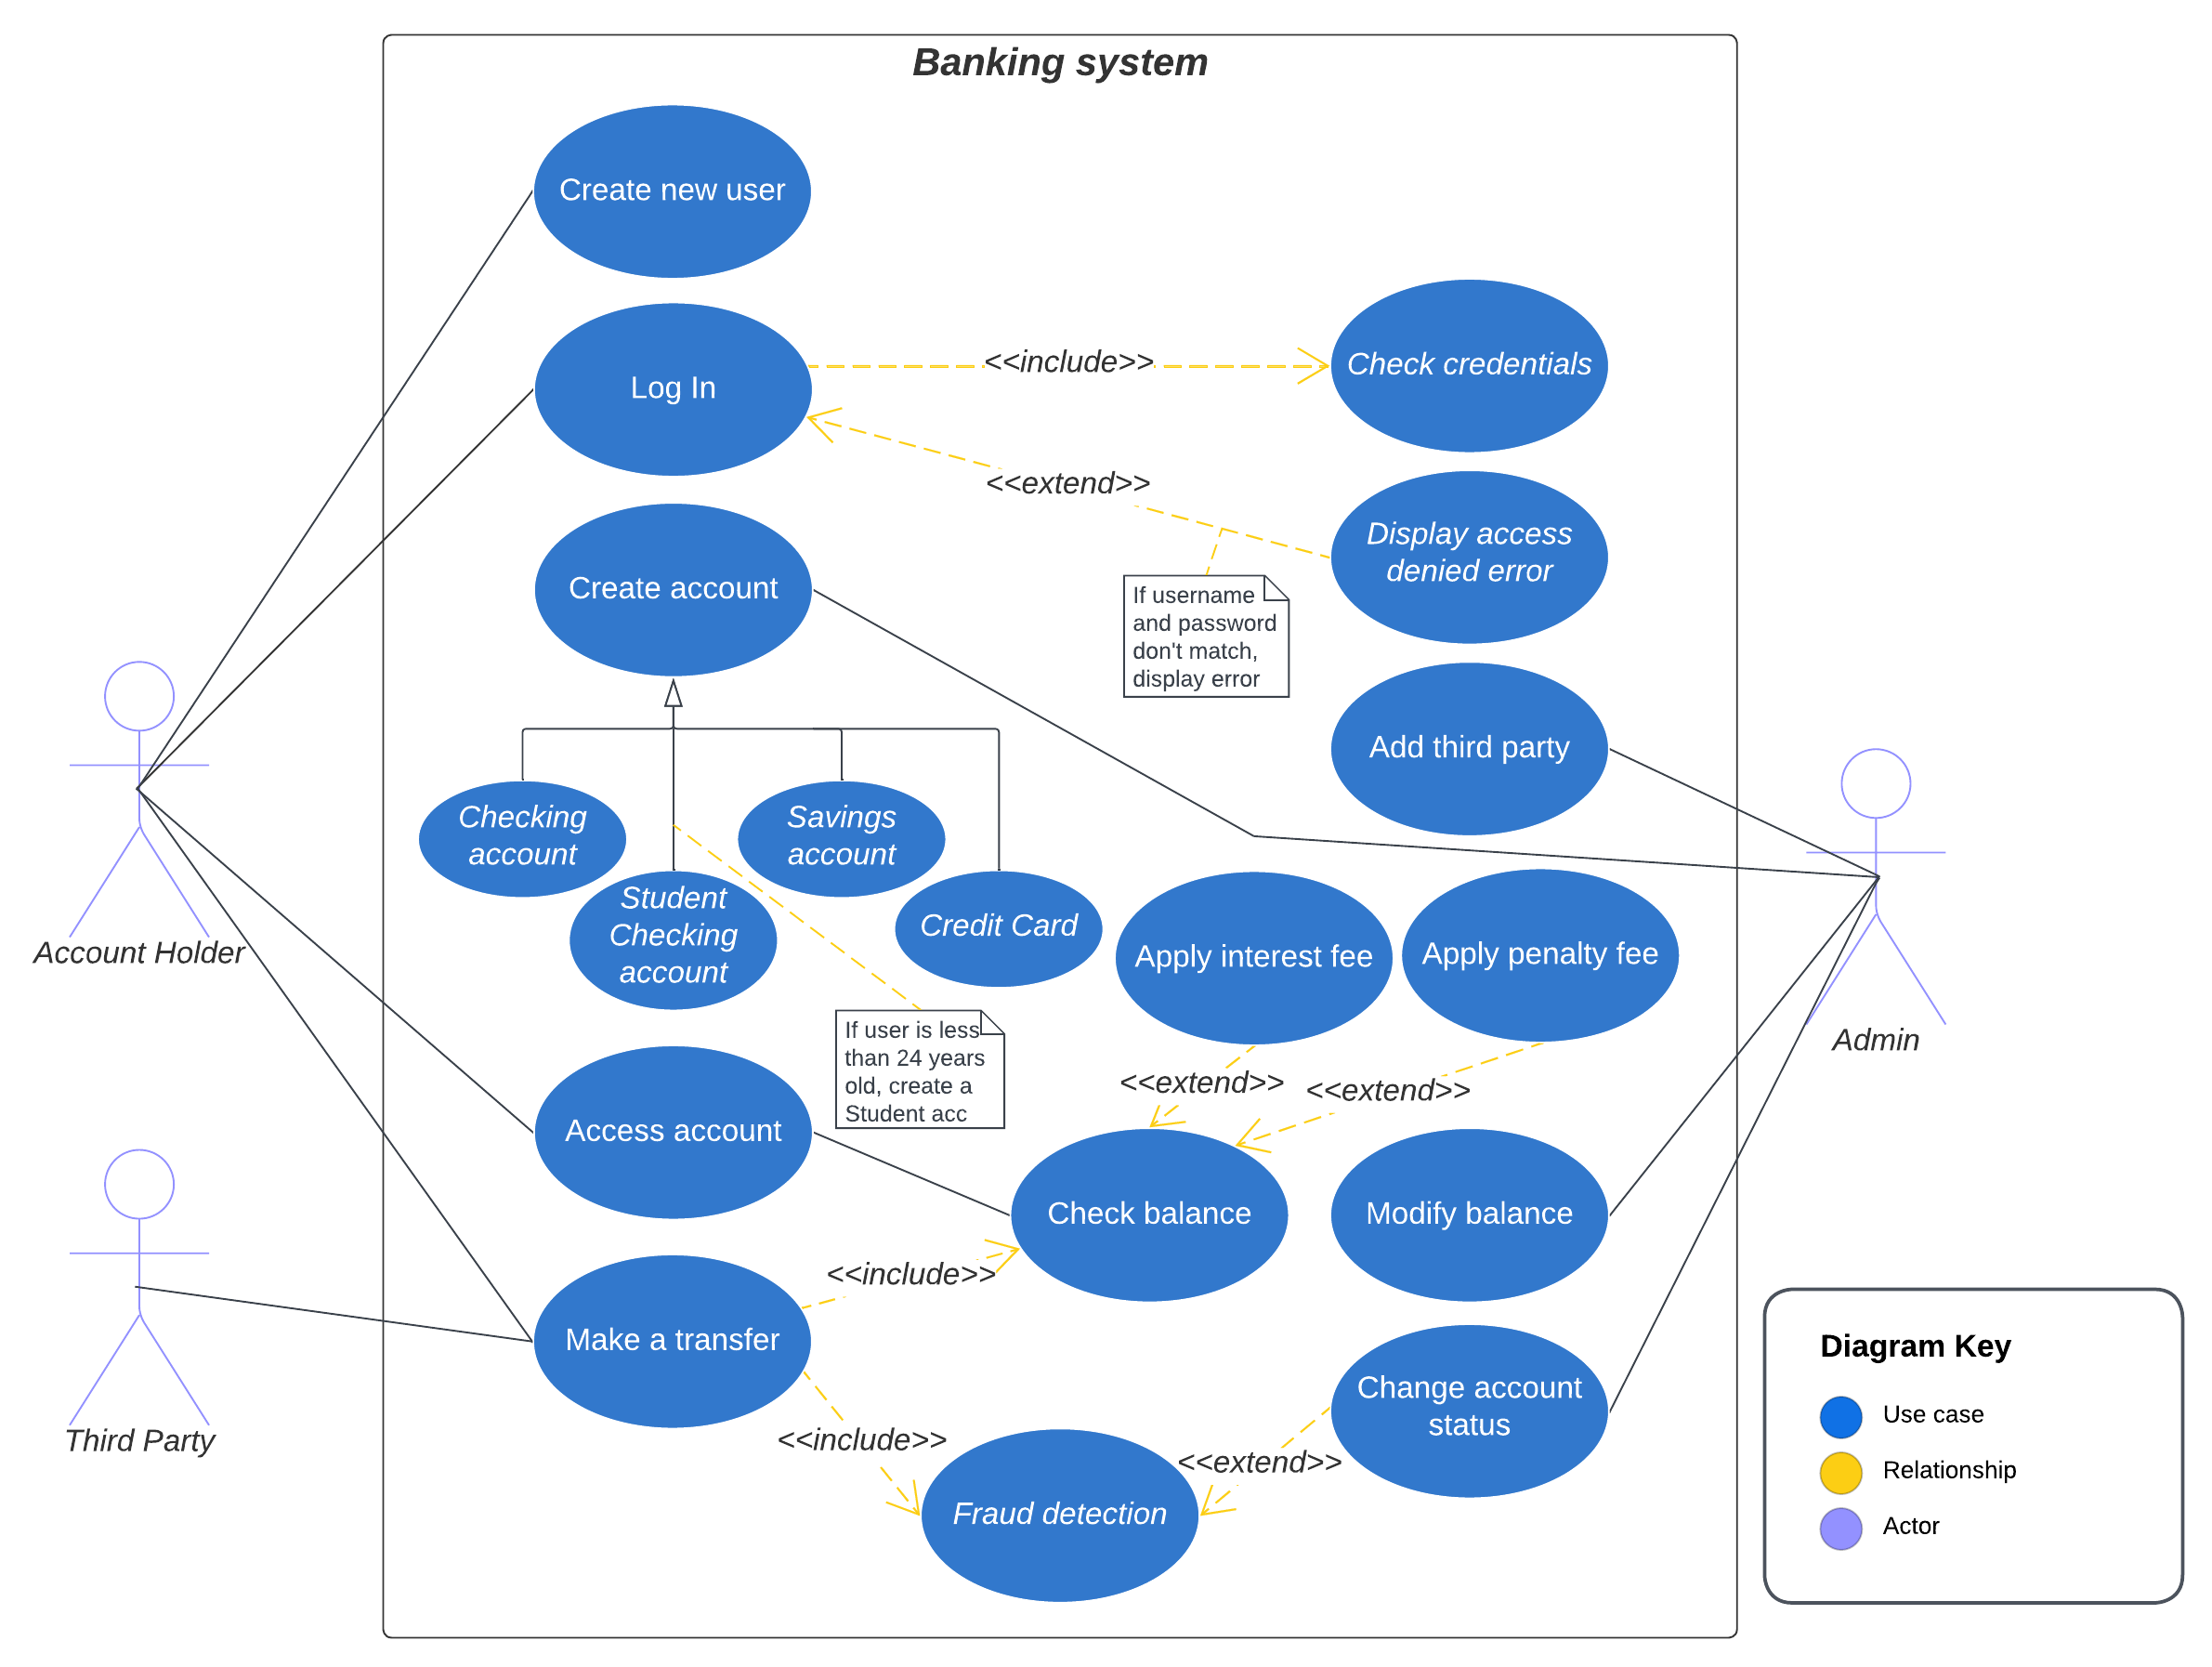 Banking system
Create new user
Log In
<<include>>
Check credentials
<<extend>>
Display access
denied error
If username
and password
don't match,
display error
Create account
Add third party
Checking
account
Savings
account
Student
Checking
account
Credit Card
Apply interest fee
Apply penalty fee
Account Holder
Admin
If user is less
than 24 years
old, create a
Student acc
<<extend>>
<<extend>>
Access account
Check balance
Modify balance
<<include>>
Make a transfer
Change account
status
<<include>>
<<extend>>
Fraud detection
Third Party
Diagram Key
Use case
Relationship
Actor